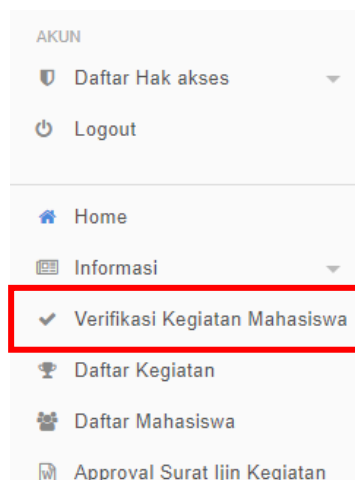 AKUN
Daftar Hak akses
Logout
Home
Informasi
Verifikasi Kegiatan Mahasiswa
Daftar Kegiatan
Daftar Mahasiswa
Approval Surat Ijin Kegiatan